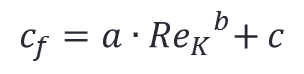 c_f = a · Re_K^b + c